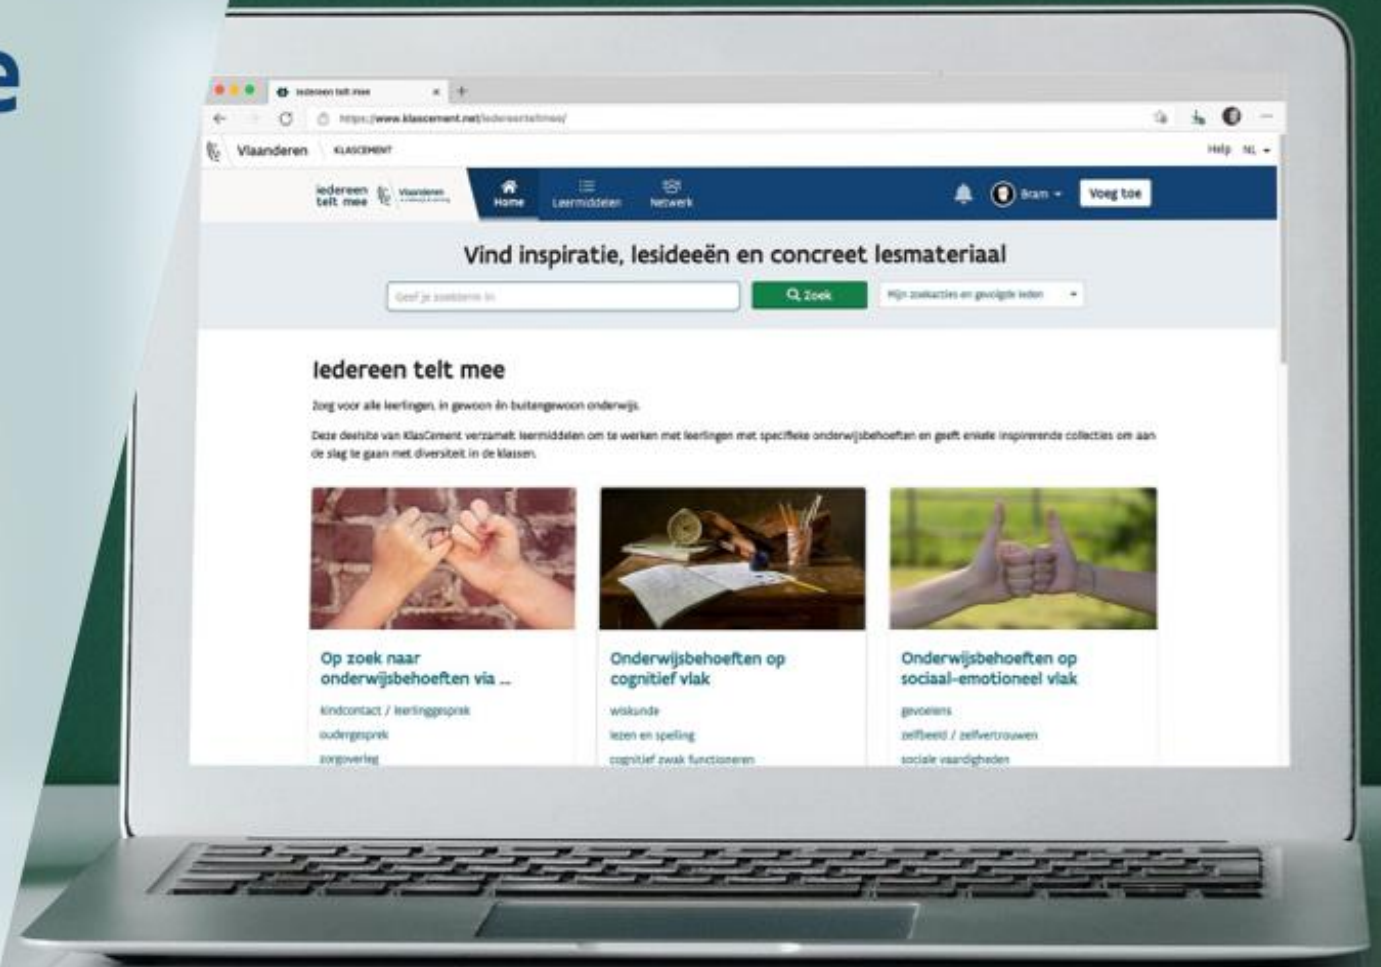 e
Iedereen telt mee
https://www.klascement.net/iedereenteltmee/
Vlaanderen KLASCEMENT
Help NL
iedereen telt mee
Vlaanderen
Home
Leermiddelen
Netwerk
Bram
Voeg toe
Vind inspiratie, lesideeën en concreet lesmateriaal
Geef je zoekterm in
Zoek
Mijn zoekacties en gevolgde leden
Iedereen telt mee
Zorg voor alle leerlingen, in gewoon én buitengewoon onderwijs.
Deze deelsite van KlasCement verzamelt leermiddelen om te werken met leerlingen met specifieke onderwijsbehoeften en geeft enkele inspirerende collecties om aan
de slag te gaan met diversiteit in de klassen.
Op zoek naar
onderwijsbehoeften via ...
kindcontact / leerlinggesprek
oudergesprek
zorgoverleg
Onderwijsbehoeften op
cognitief vlak
wiskunde
lezen en spelling
cognitief zwak functioneren
Onderwijsbehoeften op
sociaal-emotioneel vlak
gevoelens
zelfbeeld / zelfvertrouwen
sociale vaardigheden